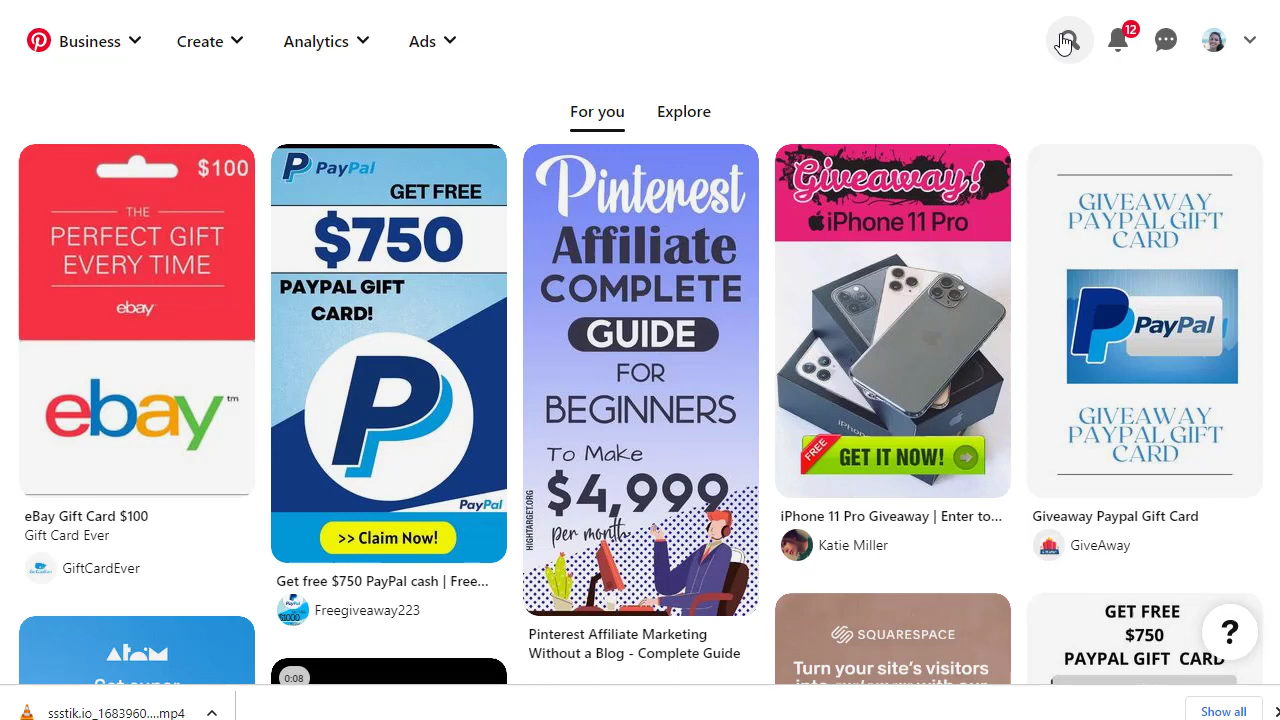 Business
Create
Analytics
Ads
12
For you
Explore
$100
THE
PERFECT GIFT
EVERY TIME
ebay
ebay™
eBay Gift Card $100
Gift Card Ever
GiftCardEver
PayPal
GET FREE
$750
PAYPAL GIFT
CARD!
PayPal
>> Claim Now!
Get free $750 PayPal cash | Free...
Freegiveaway223
0:08
Pinterest
Affiliate
COMPLETE
GUIDE
FOR
BEGINNERS
To Make
$4,999
per month
HIGHTARGET.ORG
Pinterest Affiliate Marketing
Without a Blog - Complete Guide
Giveaway!
iPhone 11 Pro
FREE
GET IT NOW!
iPhone 11 Pro Giveaway | Enter to...
Katie Miller
SQUARESPACE
Turn your site's visitors
GIVEAWAY
PAYPAL GIFT
CARD
PayPal
GIVEAWAY
PAYPAL GIFT
CARD
Giveaway Paypal Gift Card
GiveAway
GET FREE
$750
PAYPAL GIFT CARD
?
ssstik.io_1683960....mp4
Show all